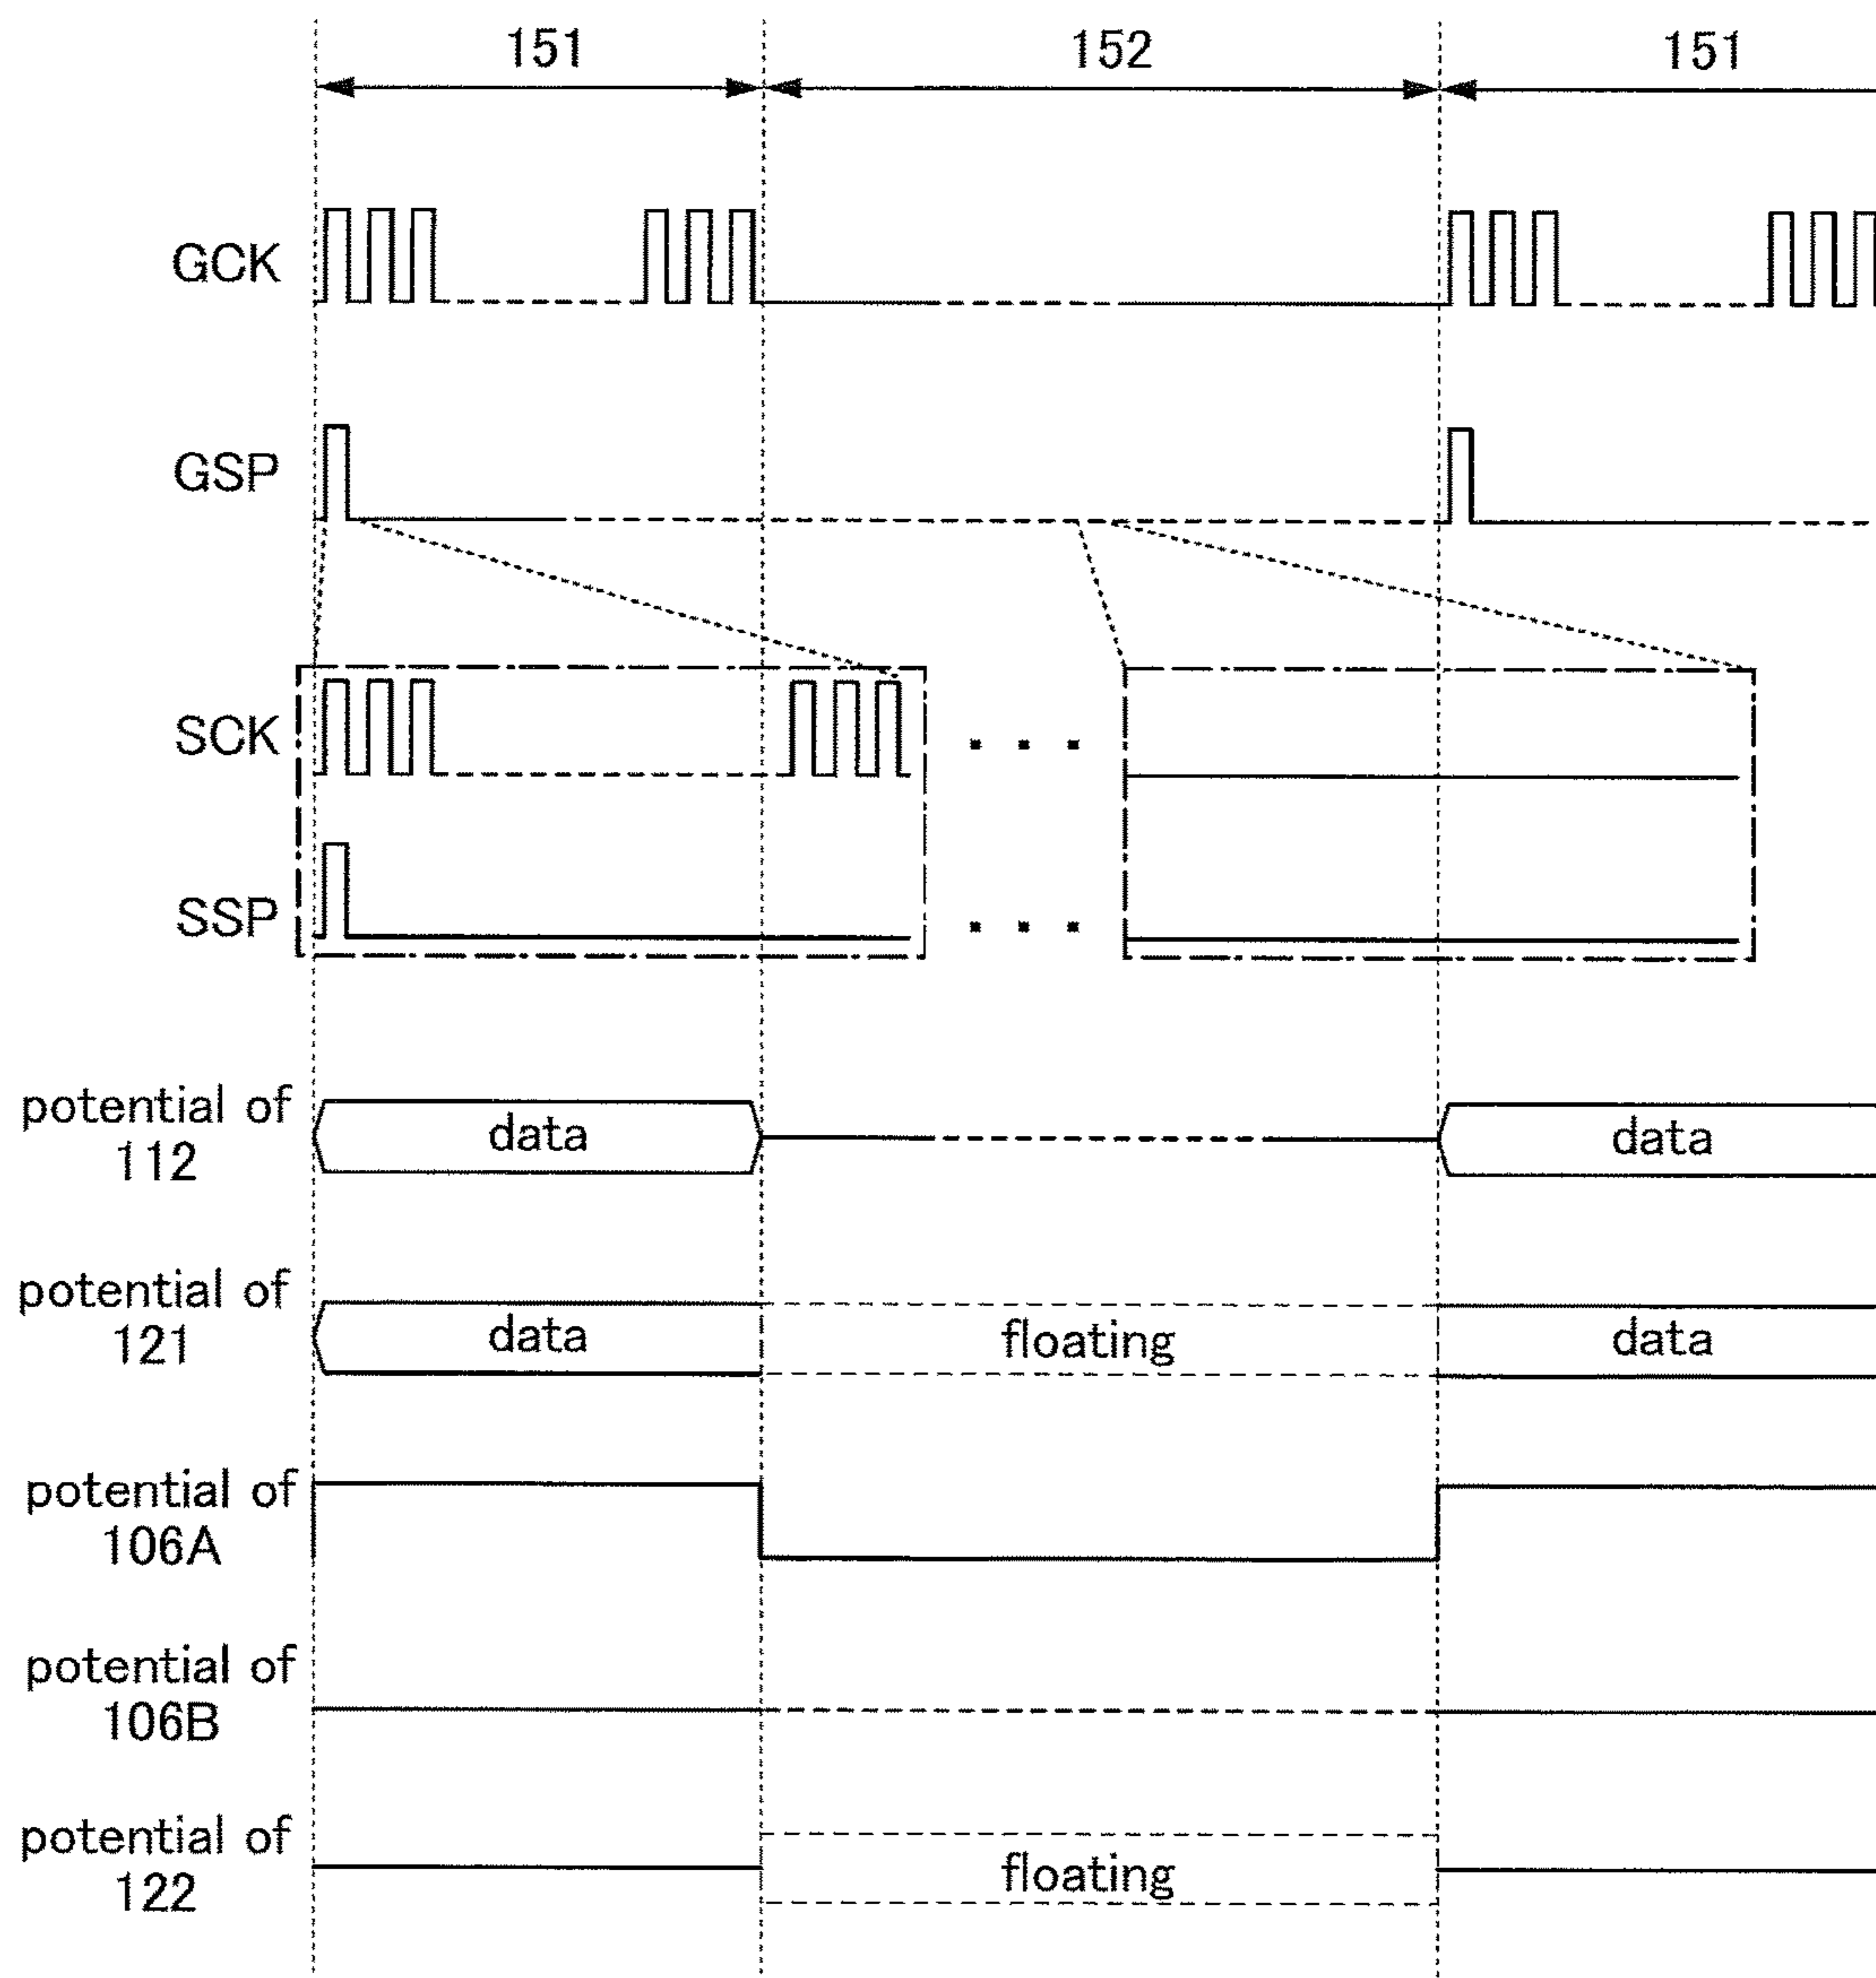 151 152 151
GCK
GSP
SCK
. . .
SSP
. . .
potential of
112
data data
potential of
121
data floating data
potential of
106A
potential of
106B
potential of
122
floating